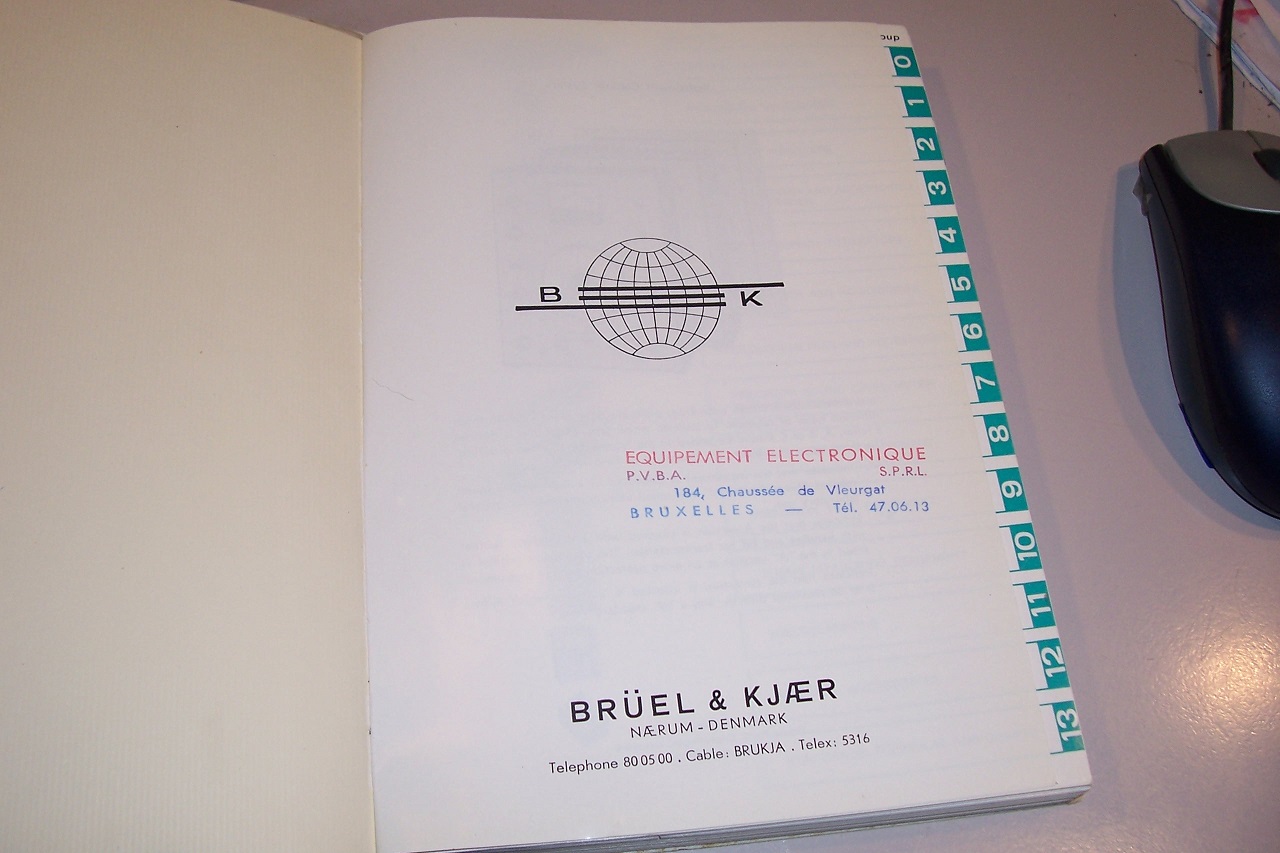 oup
0
1
2
3
4
5
6
7
8
9
10
11
12
13
B K
EQUIPEMENT ELECTRONIQUE
P.V.B.A. S.P.R.L.
184, Chaussée de Vleurgat
BRUXELLES — Tél. 47.06.13
BRÜEL & KJÆR
NÆRUM - DENMARK
Telephone 80 05 00 . Cable: BRUKJA . Telex: 5316